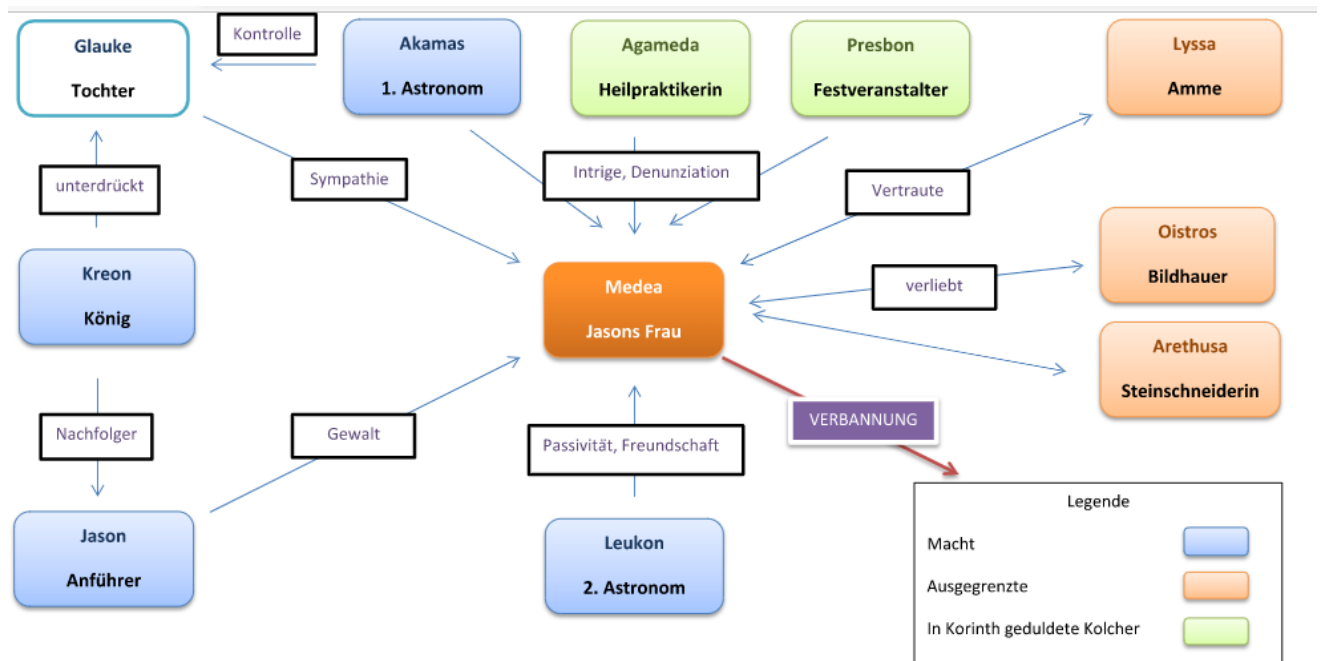 Glauke
Tochter
Kontrolle
Akamas
1. Astronom
Agameda
Heilpraktikerin
Presbon
Festveranstalter
Lyssa
Amme
unterdrückt
Sympathie
Intrige, Denunziation
Vertraute
Kreon
König
Medea
Jasons Frau
verliebt
Oistros
Bildhauer
Arethusa
Steinschneiderin
Nachfolger
Gewalt
Passivität, Freundschaft
VERBANNUNG
Jason
Anführer
Leukon
2. Astronom
Legende
Macht
Ausgegrenzte
In Korinth geduldete Kolcher